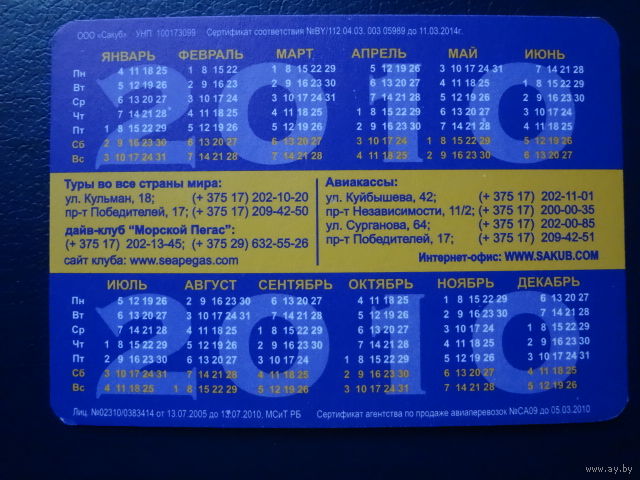 ООО «Сакуб» УНП 100173099 Сертификат соответствия №BY/112 04.03. 003 05989 до 11.03.2014г.
ЯНВАРЬ ФЕВРАЛЬ МАРТ АПРЕЛЬ МАЙ ИЮНЬ
Пн 4 11 18 25 1 8 15 22 1 8 15 22 29 5 12 19 26 3 10 17 24 31 7 14 21 28
Вт 5 12 19 26 2 9 16 23 2 9 16 23 30 6 13 20 27 4 11 18 25 1 8 15 22 29
Ср 6 13 20 27 3 10 17 24 3 10 17 24 31 7 14 21 28 5 12 19 26 2 9 16 23 30
Чт 7 14 21 28 4 11 18 25 4 11 18 25 1 8 15 22 29 6 13 20 27 3 10 17 24
Пт 1 8 15 22 29 5 12 19 26 5 12 19 26 2 9 16 23 30 7 14 21 28 4 11 18 25
Сб 2 9 16 23 30 6 13 20 27 6 13 20 27 3 10 17 24 1 8 15 22 29 5 12 19 26
Вс 3 10 17 24 31 7 14 21 28 7 14 21 28 4 11 18 25 2 9 16 23 30 6 13 20 27
2010
Туры во все страны мира:
ул. Кульман, 18; (+ 375 17) 202-10-20
пр-т Победителей, 17; (+ 375 17) 209-42-50
дайв-клуб "Морской Пегас":
(+ 375 17) 202-13-45; (+ 375 29) 632-55-26
сайт клуба: www.seapegas.com
Авиакассы:
ул. Куйбышева, 42; (+ 375 17) 202-11-01
пр-т Независимости, 11/2; (+ 375 17) 200-00-35
ул. Сурганова, 64; (+ 375 17) 200-00-85
пр-т Победителей, 17; (+ 375 17) 209-42-51
Интернет-офис: WWW.SAKUB.COM
ИЮЛЬ АВГУСТ СЕНТЯБРЬ ОКТЯБРЬ НОЯБРЬ ДЕКАБРЬ
Пн 5 12 19 26 2 9 16 23 30 6 13 20 27 4 11 18 25 1 8 15 22 29 6 13 20 27
Вт 6 13 20 27 3 10 17 24 31 7 14 21 28 5 12 19 26 2 9 16 23 30 7 14 21 28
Ср 7 14 21 28 4 11 18 25 1 8 15 22 29 6 13 20 27 3 10 17 24 1 8 15 22 29
Чт 1 8 15 22 29 5 12 19 26 2 9 16 23 30 7 14 21 28 4 11 18 25 2 9 16 23 30
Пт 2 9 16 23 30 6 13 20 27 3 10 17 24 1 8 15 22 29 5 12 19 26 3 10 17 24 31
Сб 3 10 17 24 31 7 14 21 28 4 11 18 25 2 9 16 23 30 6 13 20 27 4 11 18 25
Вс 4 11 18 25 1 8 15 22 29 5 12 19 26 3 10 17 24 31 7 14 21 28 5 12 19 26
2010
Лиц. №02310/0383414 от 13.07.2005 до 13.07.2010, МСиТ РБ Сертификат агентства по продаже авиаперевозок №СА09 до 05.03.2010
www.ay.by